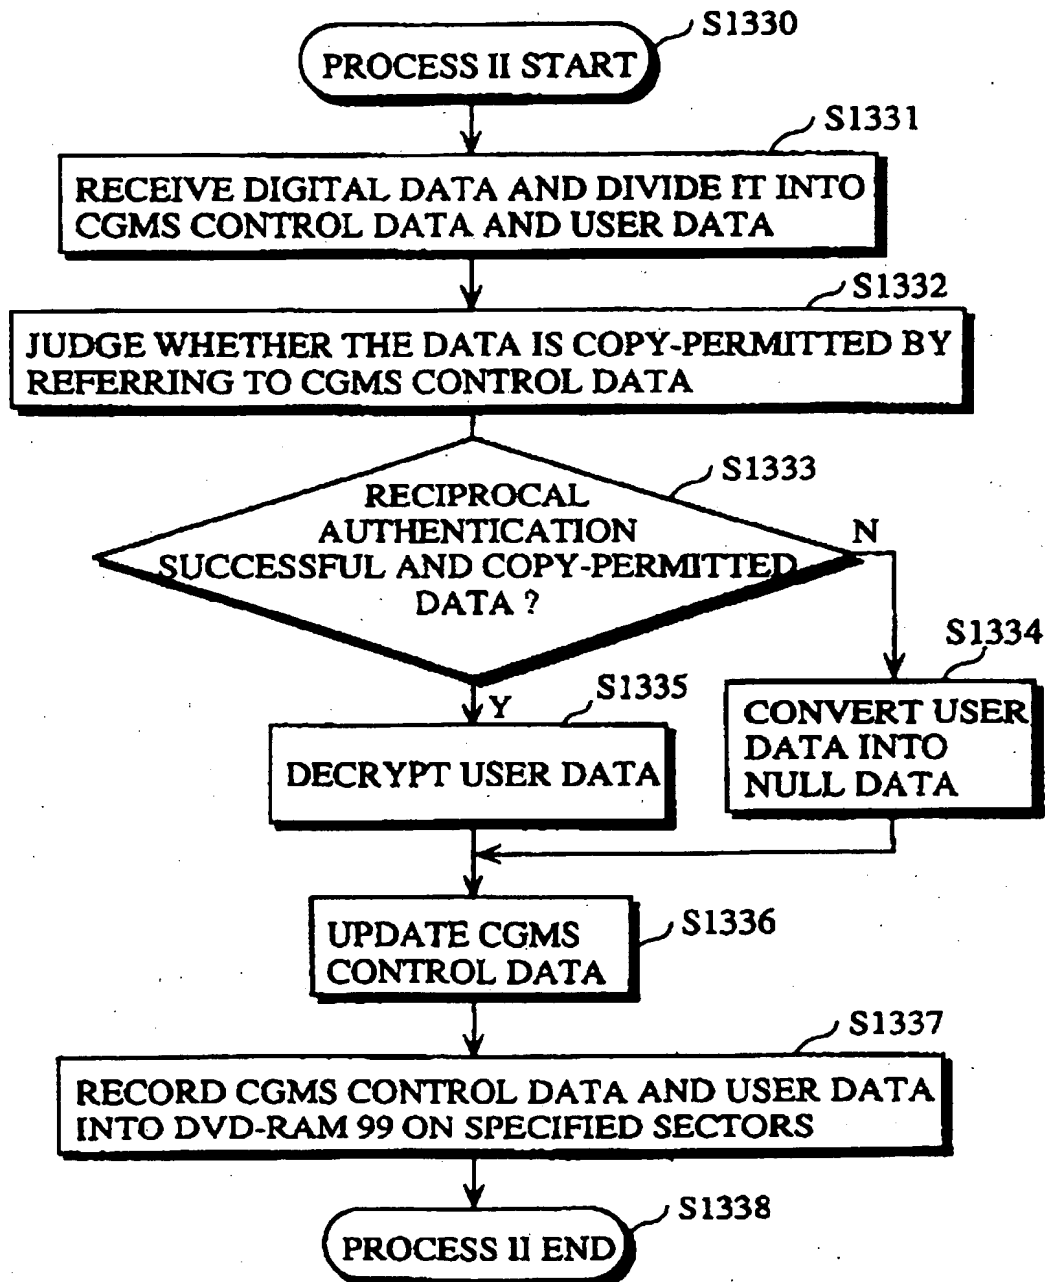 S1330
PROCESS II START
S1331
RECEIVE DIGITAL DATA AND DIVIDE IT INTO
CGMS CONTROL DATA AND USER DATA
S1332
JUDGE WHETHER THE DATA IS COPY-PERMITTED BY
REFERRING TO CGMS CONTROL DATA
S1333
RECIPROCAL
AUTHENTICATION
SUCCESSFUL AND COPY-PERMITTED
DATA ?
N
S1334
CONVERT USER
DATA INTO
NULL DATA
Y
S1335
DECRYPT USER DATA
S1336
UPDATE CGMS
CONTROL DATA
S1337
RECORD CGMS CONTROL DATA AND USER DATA
INTO DVD-RAM 99 ON SPECIFIED SECTORS
S1338
PROCESS II END